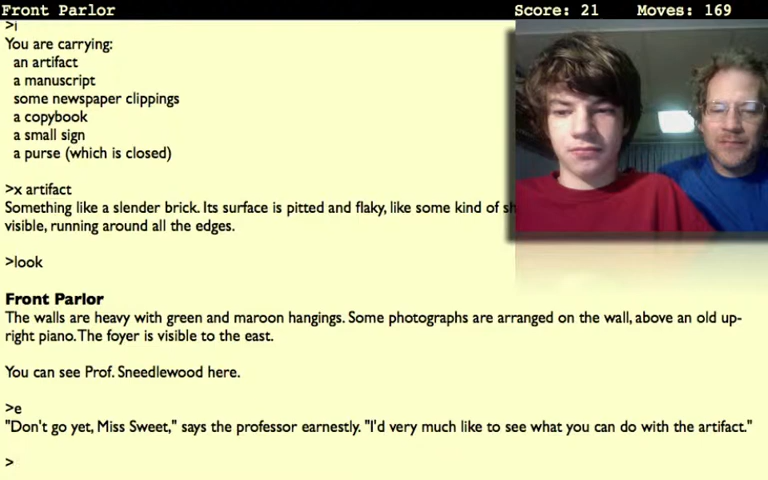 Front Parlor Score: 21 Moves: 169
>i
You are carrying:
an artifact
a manuscript
some newspaper clippings
a copybook
a small sign
a purse (which is closed)
>x artifact
Something like a slender brick. Its surface is pitted and flaky, like some kind of
visible, running around all the edges.
>look
Front Parlor
The walls are heavy with green and maroon hangings. Some photographs are arranged on the wall, above an old up-
right piano. The foyer is visible to the east.
You can see Prof. Sneedlewood here.
>e
"Don't go yet, Miss Sweet," says the professor earnestly. "I'd very much like to see what you can do with the artifact."
>